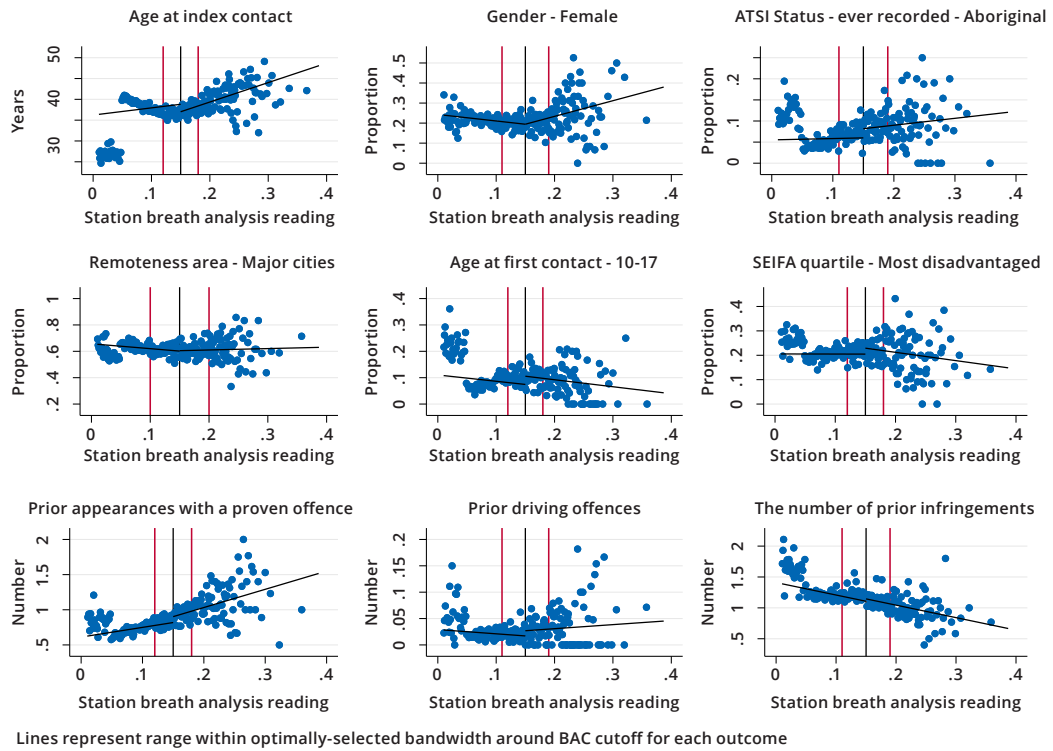 Age at index contact
Years
50
40
30
0 .1 .2 .3 .4
Station breath analysis reading
Gender - Female
Proportion
.5
.4
.3
.2
.1
0
0 .1 .2 .3 .4
Station breath analysis reading
ATSI Status - ever recorded - Aboriginal
Proportion
.2
.1
0
0 .1 .2 .3 .4
Station breath analysis reading
Remoteness area - Major cities
Proportion
1
.8
.6
.4
.2
0 .1 .2 .3 .4
Station breath analysis reading
Age at first contact - 10-17
Proportion
.4
.3
.2
.1
0
0 .1 .2 .3 .4
Station breath analysis reading
SEIFA quartile - Most disadvantaged
Proportion
.4
.3
.2
.1
0
0 .1 .2 .3 .4
Station breath analysis reading
Prior appearances with a proven offence
Number
2
1.5
1
.5
0 .1 .2 .3 .4
Station breath analysis reading
Prior driving offences
Number
.2
.15
.1
.05
0
0 .1 .2 .3 .4
Station breath analysis reading
The number of prior infringements
Number
2
1.5
1
.5
0 .1 .2 .3 .4
Station breath analysis reading
Lines represent range within optimally-selected bandwidth around BAC cutoff for each outcome